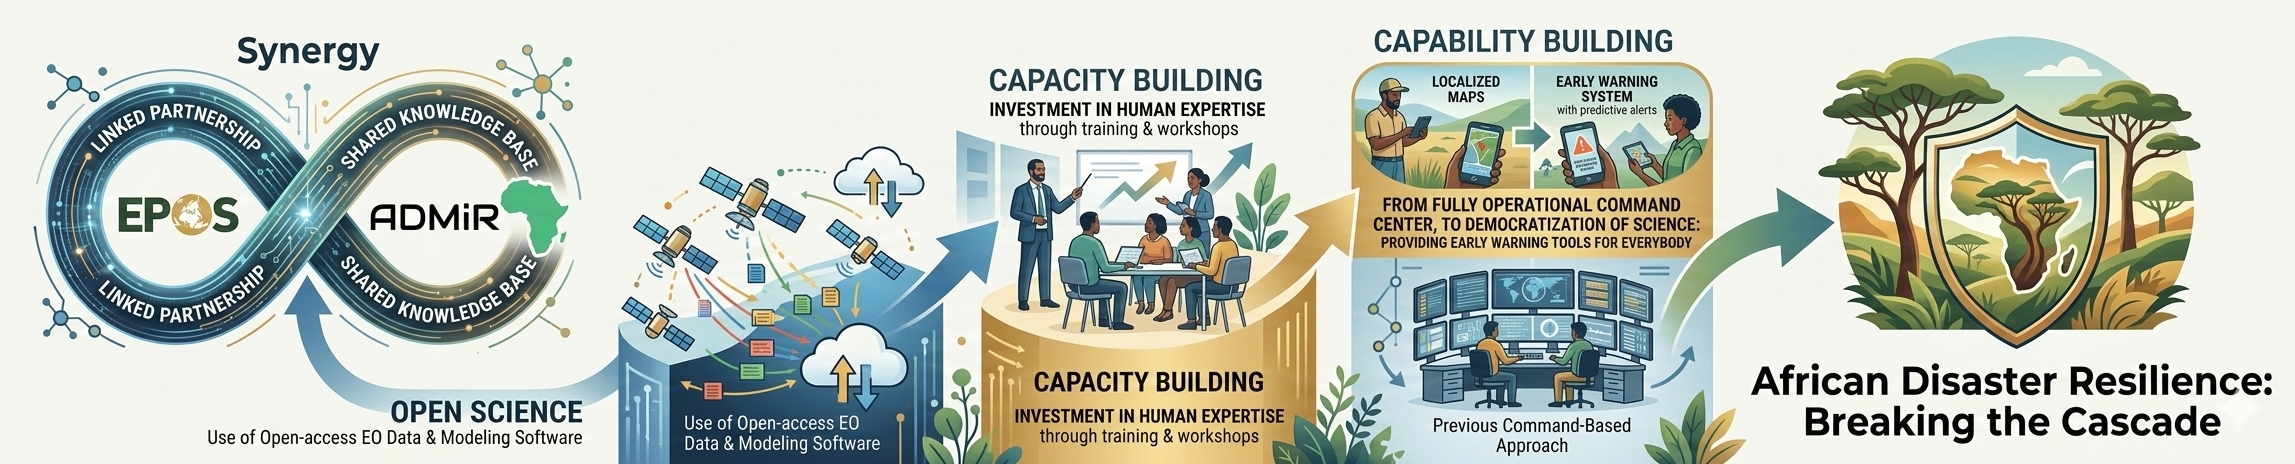 Synergy
LINKED PARTNERSHIP
SHARED KNOWLEDGE BASE
EPOS
ADMiR
LINKED PARTNERSHIP
SHARED KNOWLEDGE BASE
OPEN SCIENCE
Use of Open-access EO Data & Modeling Software
Use of Open-access EO
Data & Modeling Software
CAPACITY BUILDING
INVESTMENT IN HUMAN EXPERTISE
through training & workshops
CAPACITY BUILDING
INVESTMENT IN HUMAN EXPERTISE
through training & workshops
CAPABILITY BUILDING
LOCALIZED
MAPS
EARLY WARNING
SYSTEM
with predictive alerts
FROM FULLY OPERATIONAL COMMAND
CENTER, TO DEMOCRATIZATION OF SCIENCE:
PROVIDING EARLY WARNING TOOLS FOR EVERYBODY
Previous Command-Based
Approach
African Disaster Resilience:
Breaking the Cascade